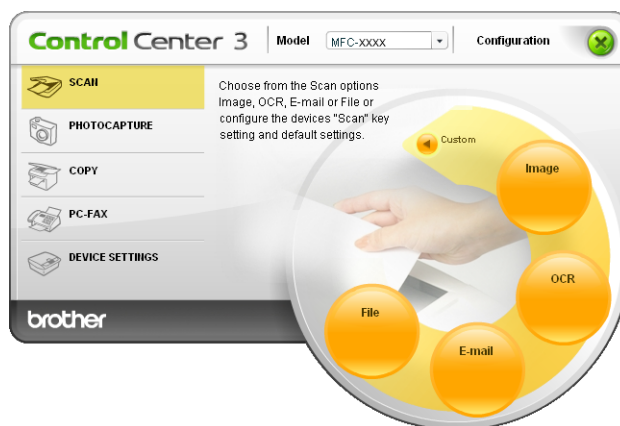 Control Center 3
Model
MFC-XXXX
Configuration
SCAN
PHOTOCAPTURE
COPY
PC-FAX
DEVICE SETTINGS
brother
Choose from the Scan options
Image, OCR, E-mail or File or
configure the devices "Scan" key
setting and default settings.
Custom
Image
OCR
E-mail
File